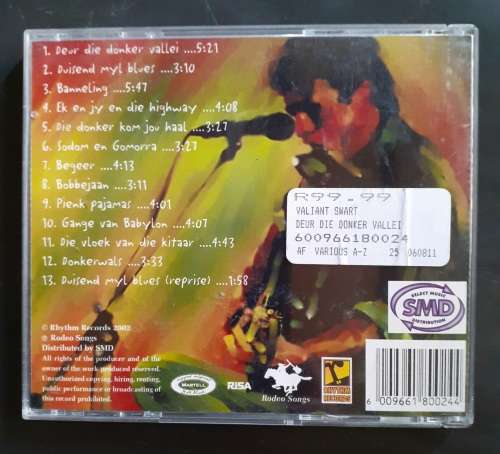 1. Deur die donker vallei ....5:21
2. Duisend myl blues ....3:10
3. Banneling ....5:47
4. Ek en jy en die highway ....4:08
5. Die donker kom jou haal ....3:27
6. Sodom en Gomorra ....3:27
7. Begeer ....4:13
8. Bobbejaan ....3:11
9. Pienk pajamas ....4:01
10. Gange van Babylon ....4:07
11. Die vloek van die kitaar ....4:43
12. Donkerwals ....3:33
13. Duisend myl blues (reprise) ....1:58
R99.99
VALIANT SWART
DEUR DIE DONKER VALLEI
600966180024
AF VARIOUS A-Z 25 060811
SELECT MUSIC
SMD
DISTRIBUTION
© Rhythm Records 2002
℗ Rodeo Songs
Distributed by SMD
All rights of the producer and of the
owner of the work produced reserved.
Unauthorized copying, hiring, renting,
public performance or broadcasting of
this record prohibited.
MARTELL
RISA
Rodeo Songs
RHYTHM
RECORDS
6 009661 800244